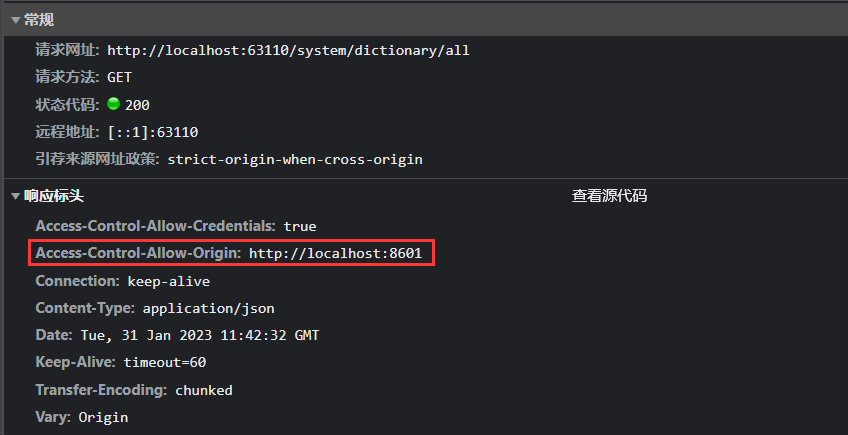 常规
请求网址: http://localhost:63110/system/dictionary/all
请求方法: GET
状态代码: 200
远程地址: [::1]:63110
引荐来源网址政策: strict-origin-when-cross-origin
响应标头 查看源代码
Access-Control-Allow-Credentials: true
Access-Control-Allow-Origin: http://localhost:8601
Connection: keep-alive
Content-Type: application/json
Date: Tue, 31 Jan 2023 11:42:32 GMT
Keep-Alive: timeout=60
Transfer-Encoding: chunked
Vary: Origin